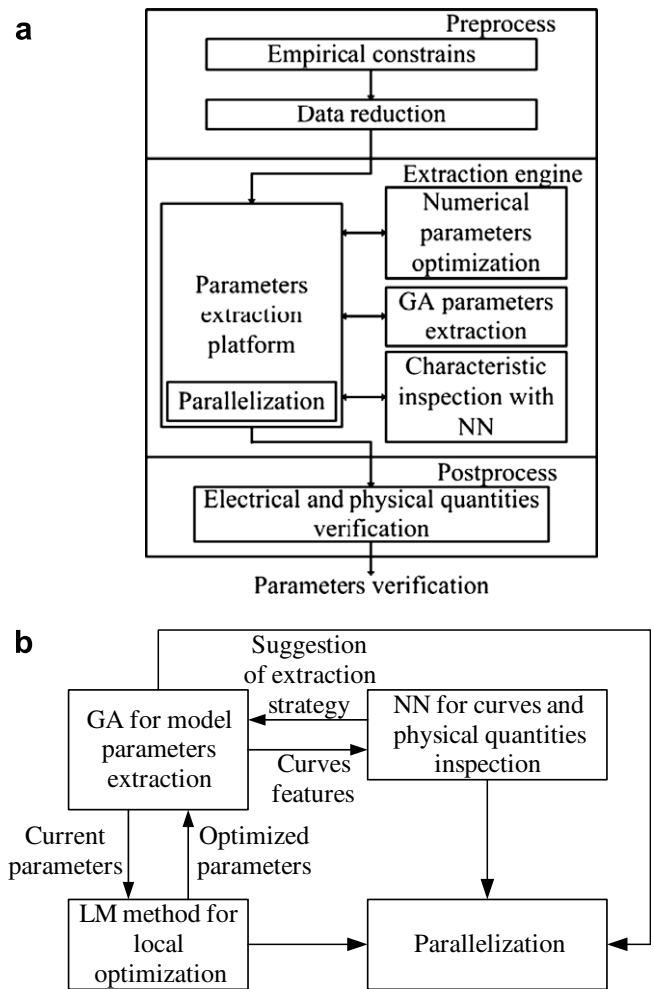 a
Preprocess
Empirical constrains
Data reduction
Extraction engine
Numerical
parameters
optimization
Parameters
extraction
platform
GA parameters
extraction
Parallelization
Characteristic
inspection with
NN
Postprocess
Electrical and physical quantities
verification
Parameters verification
b
Suggestion
of extraction
strategy
GA for model
parameters
extraction
NN for curves and
physical quantities
inspection
Curves
features
Current
parameters
Optimized
parameters
LM method for
local
optimization
Parallelization